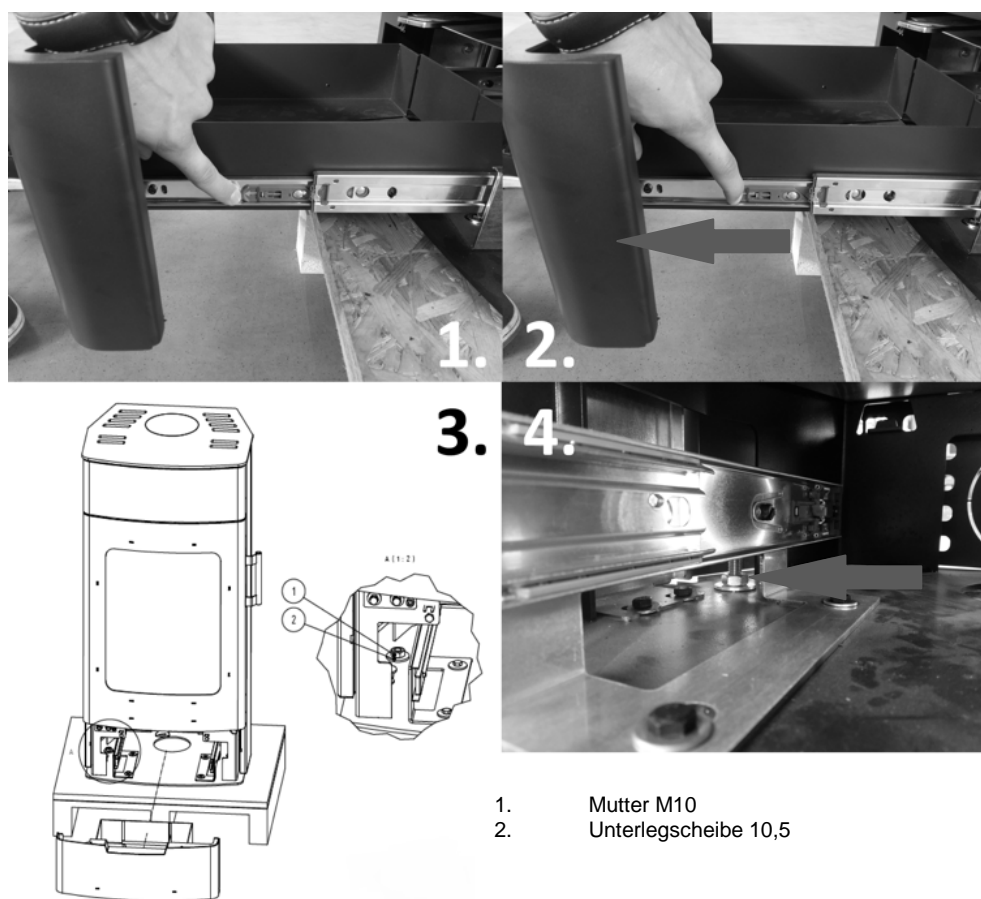 1.
2.
3.
4.
A (1:2)
1
2
A
1. Mutter M10
2. Unterlegscheibe 10,5